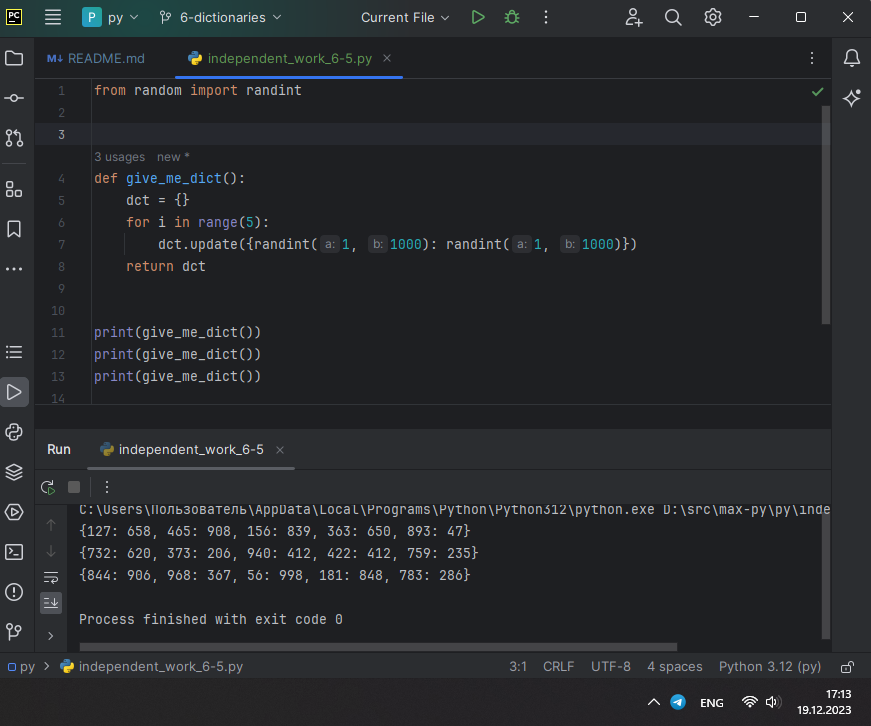 PC P py 6-dictionaries Current File
M↓ README.md independent_work_6-5.py
1 from random import randint
2
3
3 usages new *
4 def give_me_dict():
5 dct = {}
6 for i in range(5):
7 dct.update({randint( a: 1, b: 1000): randint( a: 1, b: 1000)})
8 return dct
9
10
11 print(give_me_dict())
12 print(give_me_dict())
13 print(give_me_dict())
14
Run independent_work_6-5
C:\Users\Пользователь\AppData\Local\Programs\Python\Python312\python.exe D:\src\max-py\py\inde
{127: 658, 465: 908, 156: 839, 363: 650, 893: 47}
{732: 620, 373: 206, 940: 412, 422: 412, 759: 235}
{844: 906, 968: 367, 56: 998, 181: 848, 783: 286}
Process finished with exit code 0
py > independent_work_6-5.py 3:1 CRLF UTF-8 4 spaces Python 3.12 (py)
ENG 17:13
19.12.2023